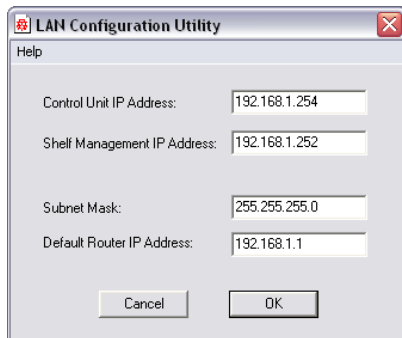 LAN Configuration Utility
Help
Control Unit IP Address: 192.168.1.254
Shelf Management IP Address: 192.168.1.252
Subnet Mask: 255.255.255.0
Default Router IP Address: 192.168.1.1
Cancel OK